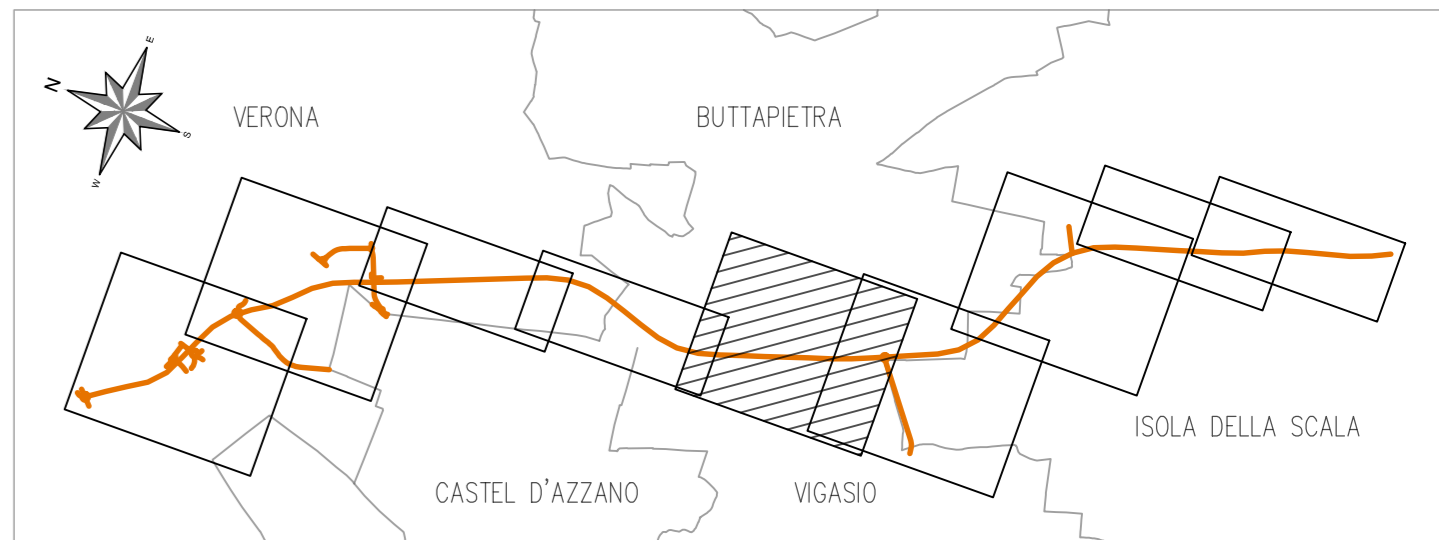 E
N
VERONA
BUTTAPIETRA
S
W
ISOLA DELLA SCALA
CASTEL D'AZZANO
VIGASIO